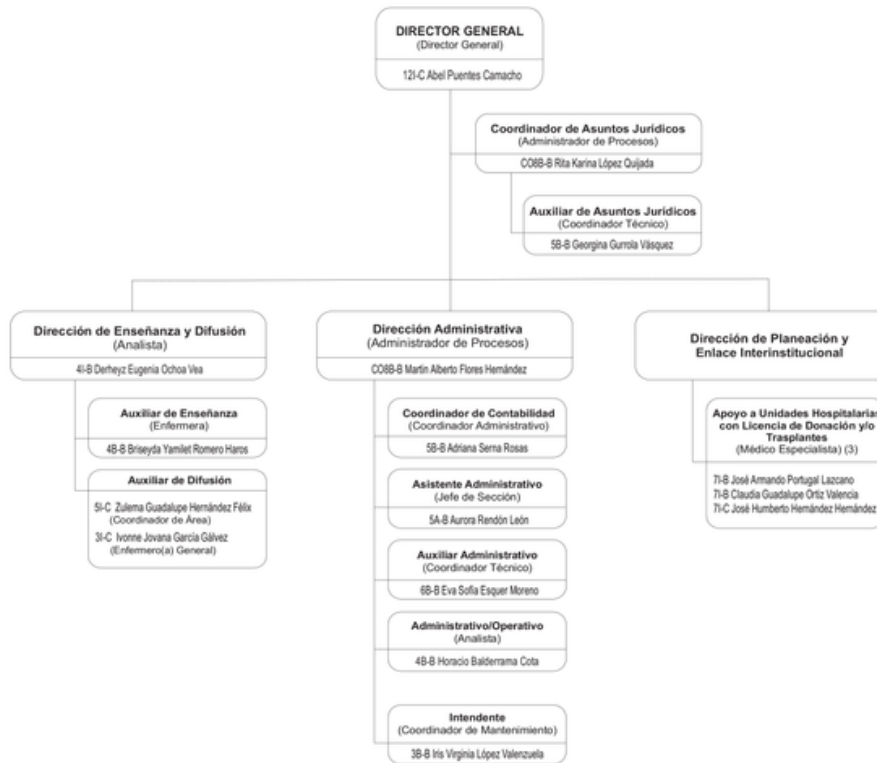 DIRECTOR GENERAL
(Director General)
12I-C Abel Puentes Camacho
Coordinador de Asuntos Jurídicos
(Administrador de Procesos)
CO8B-B Rita Karina López Quijada
Auxiliar de Asuntos Jurídicos
(Coordinador Técnico)
5B-B Georgina Gurrola Vásquez
Dirección de Enseñanza y Difusión
(Analista)
4I-B Derheyz Eugenia Ochoa Vea
Auxiliar de Enseñanza
(Enfermera)
4B-B Briseyda Yamilet Romero Haros
Auxiliar de Difusión
5I-C Zulema Guadalupe Hernández Félix
(Coordinador de Área)
3I-C Ivonne Jovana García Gálvez
(Enfermero(a) General)
Dirección Administrativa
(Administrador de Procesos)
CO8B-B Martín Alberto Flores Hernández
Coordinador de Contabilidad
(Coordinador Administrativo)
5B-B Adriana Serna Rosas
Asistente Administrativo
(Jefe de Sección)
5A-B Aurora Rendón León
Auxiliar Administrativo
(Coordinador Técnico)
6B-B Eva Sofía Esquer Moreno
Administrativo/Operativo
(Analista)
4B-B Horacio Balderrama Cota
Intendente
(Coordinador de Mantenimiento)
3B-B Iris Virginia López Valenzuela
Dirección de Planeación y
Enlace Interinstitucional
Apoyo a Unidades Hospitalarias
con Licencia de Donación y/o
Trasplantes
(Médico Especialista) (3)
7I-B José Armando Portugal Lazcano
7I-B Claudia Guadalupe Ortiz Valencia
7I-C José Humberto Hernández Hernández